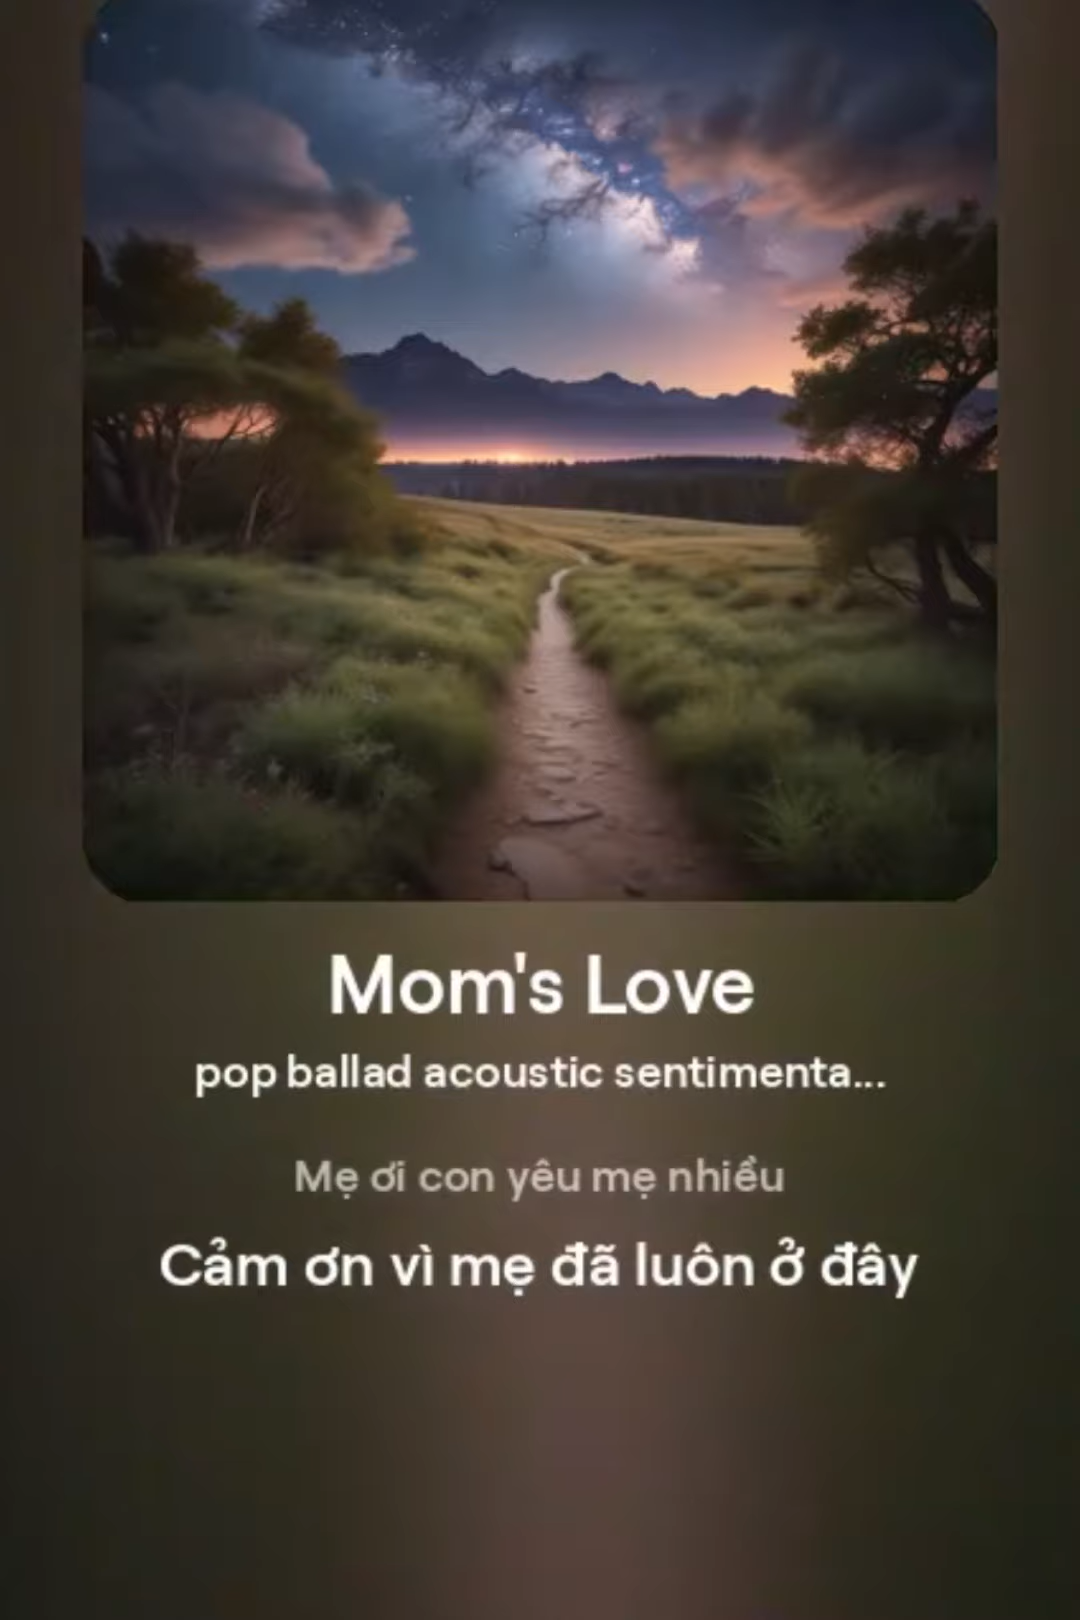 Mom's Love
pop ballad acoustic sentimenta...
Mẹ ơi con yêu mẹ nhiều
Cảm ơn vì mẹ đã luôn ở đây